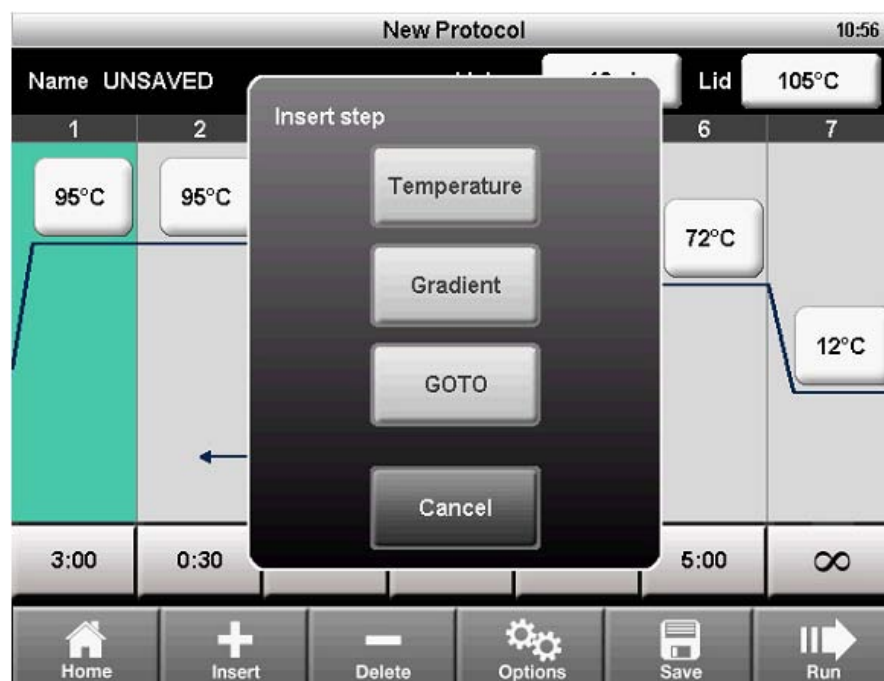 New Protocol 10:56
Name UNSAVED Lid 105°C
1 2 6 7
Insert step
95°C 95°C Temperature
72°C
Gradient
12°C
GOTO
Cancel
3:00 0:30 5:00 ∞
Home Insert Delete Options Save Run